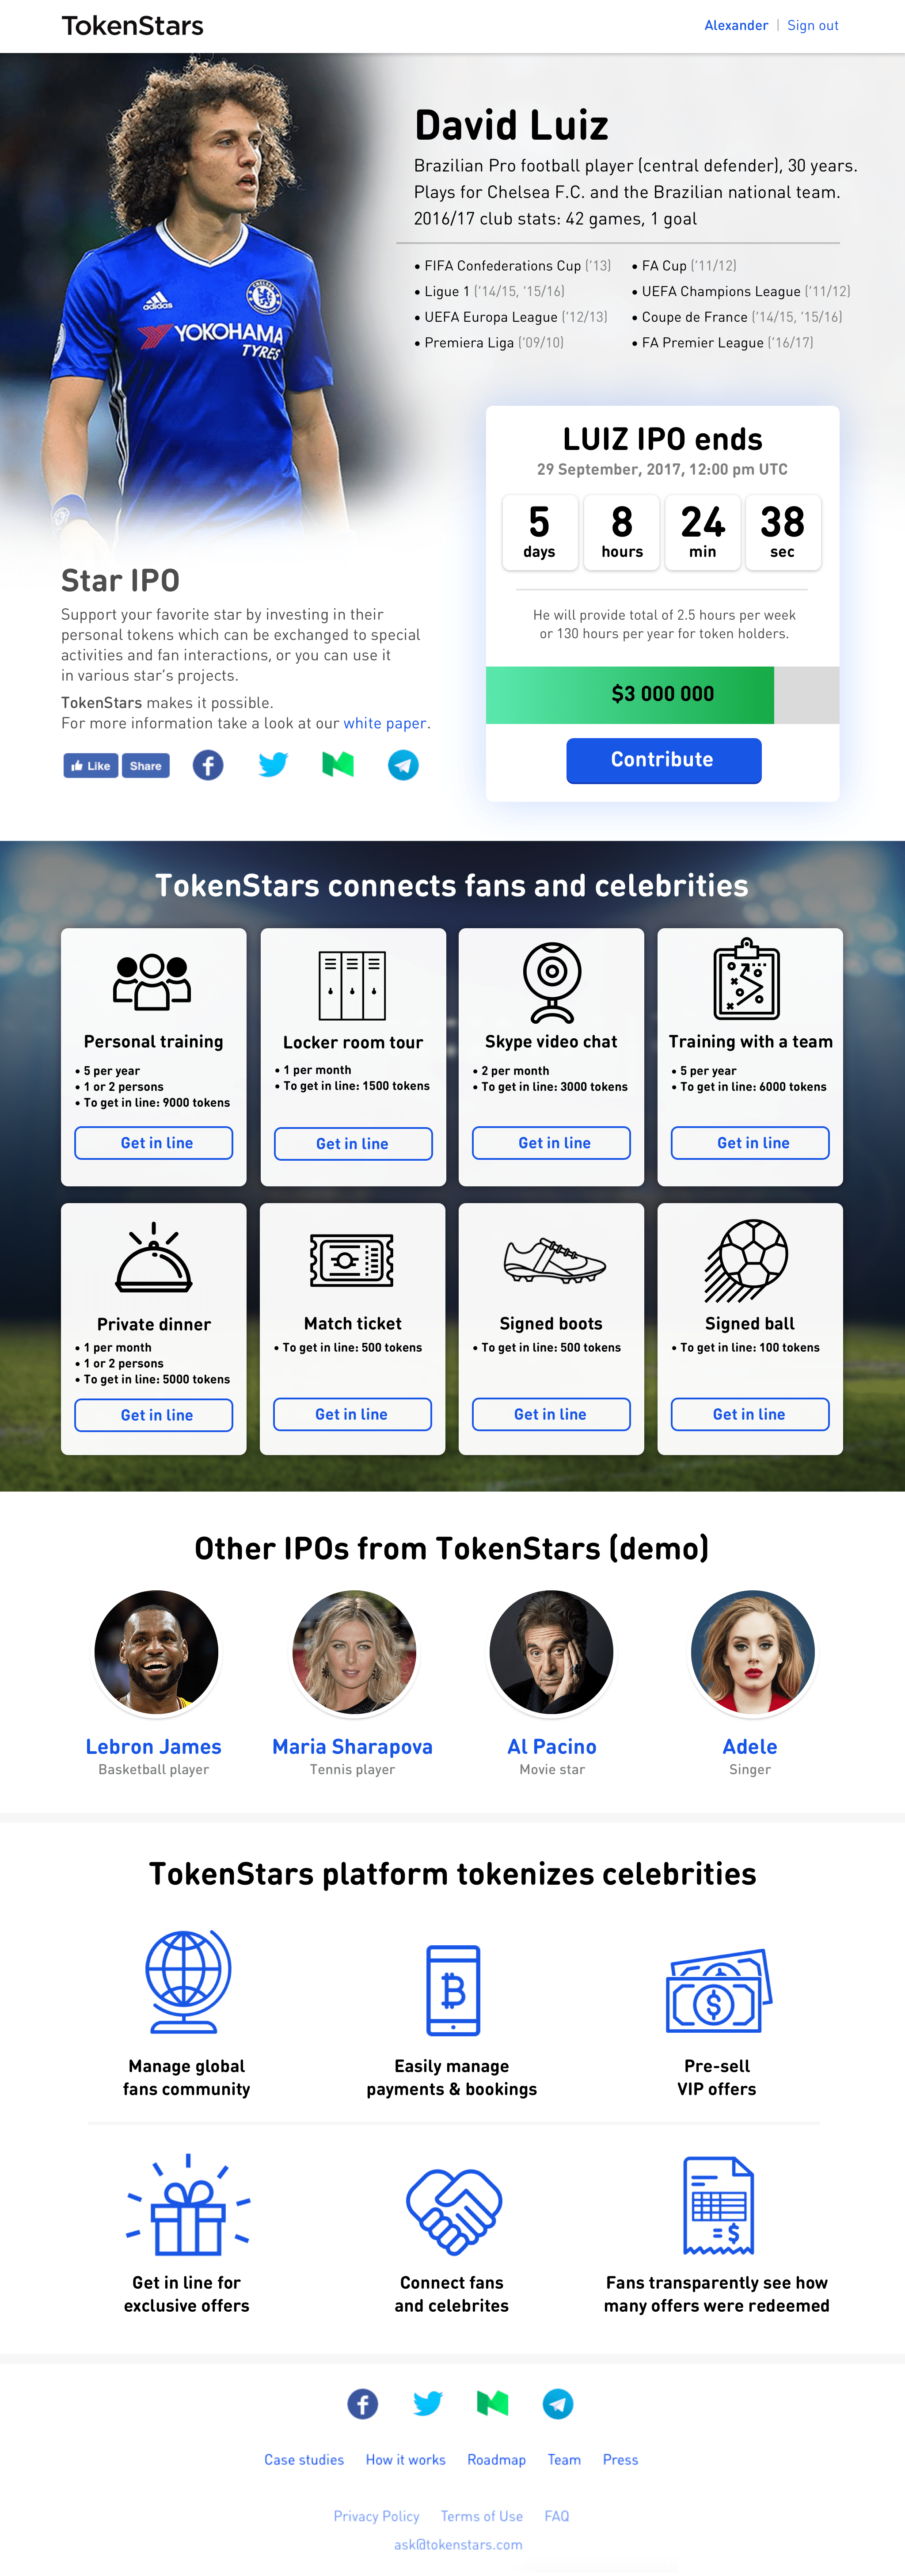 TokenStars
Alexander | Sign out
David Luiz
Brazilian Pro football player (central defender), 30 years.
Plays for Chelsea F.C. and the Brazilian national team.
2016/17 club stats: 42 games, 1 goal
• FIFA Confederations Cup ('13)
• Ligue 1 ('14/15, '15/16)
• UEFA Europa League ('12/13)
• Premiera Liga ('09/10)
• FA Cup ('11/12)
• UEFA Champions League ('11/12)
• Coupe de France ('14/15, '15/16)
• FA Premier League ('16/17)
adidas
CHELSEA
YOKOHAMA
TYRES
LUIZ IPO ends
29 September, 2017, 12:00 pm UTC
5 8 24 38
days hours min sec
He will provide total of 2.5 hours per week
or 130 hours per year for token holders.
$3 000 000
Contribute
Star IPO
Support your favorite star by investing in their
personal tokens which can be exchanged to special
activities and fan interactions, or you can use it
in various star's projects.
TokenStars makes it possible.
For more information take a look at our white paper.
Like Share
TokenStars connects fans and celebrities
Personal training
• 5 per year
• 1 or 2 persons
• To get in line: 9000 tokens
Get in line
Locker room tour
• 1 per month
• To get in line: 1500 tokens
Get in line
Skype video chat
• 2 per month
• To get in line: 3000 tokens
Get in line
Training with a team
• 5 per year
• To get in line: 6000 tokens
Get in line
Private dinner
• 1 per month
• 1 or 2 persons
• To get in line: 5000 tokens
Get in line
Match ticket
• To get in line: 500 tokens
Get in line
Signed boots
• To get in line: 500 tokens
Get in line
Signed ball
• To get in line: 100 tokens
Get in line
Other IPOs from TokenStars (demo)
Lebron James
Basketball player
Maria Sharapova
Tennis player
Al Pacino
Movie star
Adele
Singer
TokenStars platform tokenizes celebrities
Manage global
fans community
Easily manage
payments & bookings
Pre-sell
VIP offers
Get in line for
exclusive offers
Connect fans
and celebrites
Fans transparently see how
many offers were redeemed
Case studies How it works Roadmap Team Press
Privacy Policy Terms of Use FAQ
ask@tokenstars.com